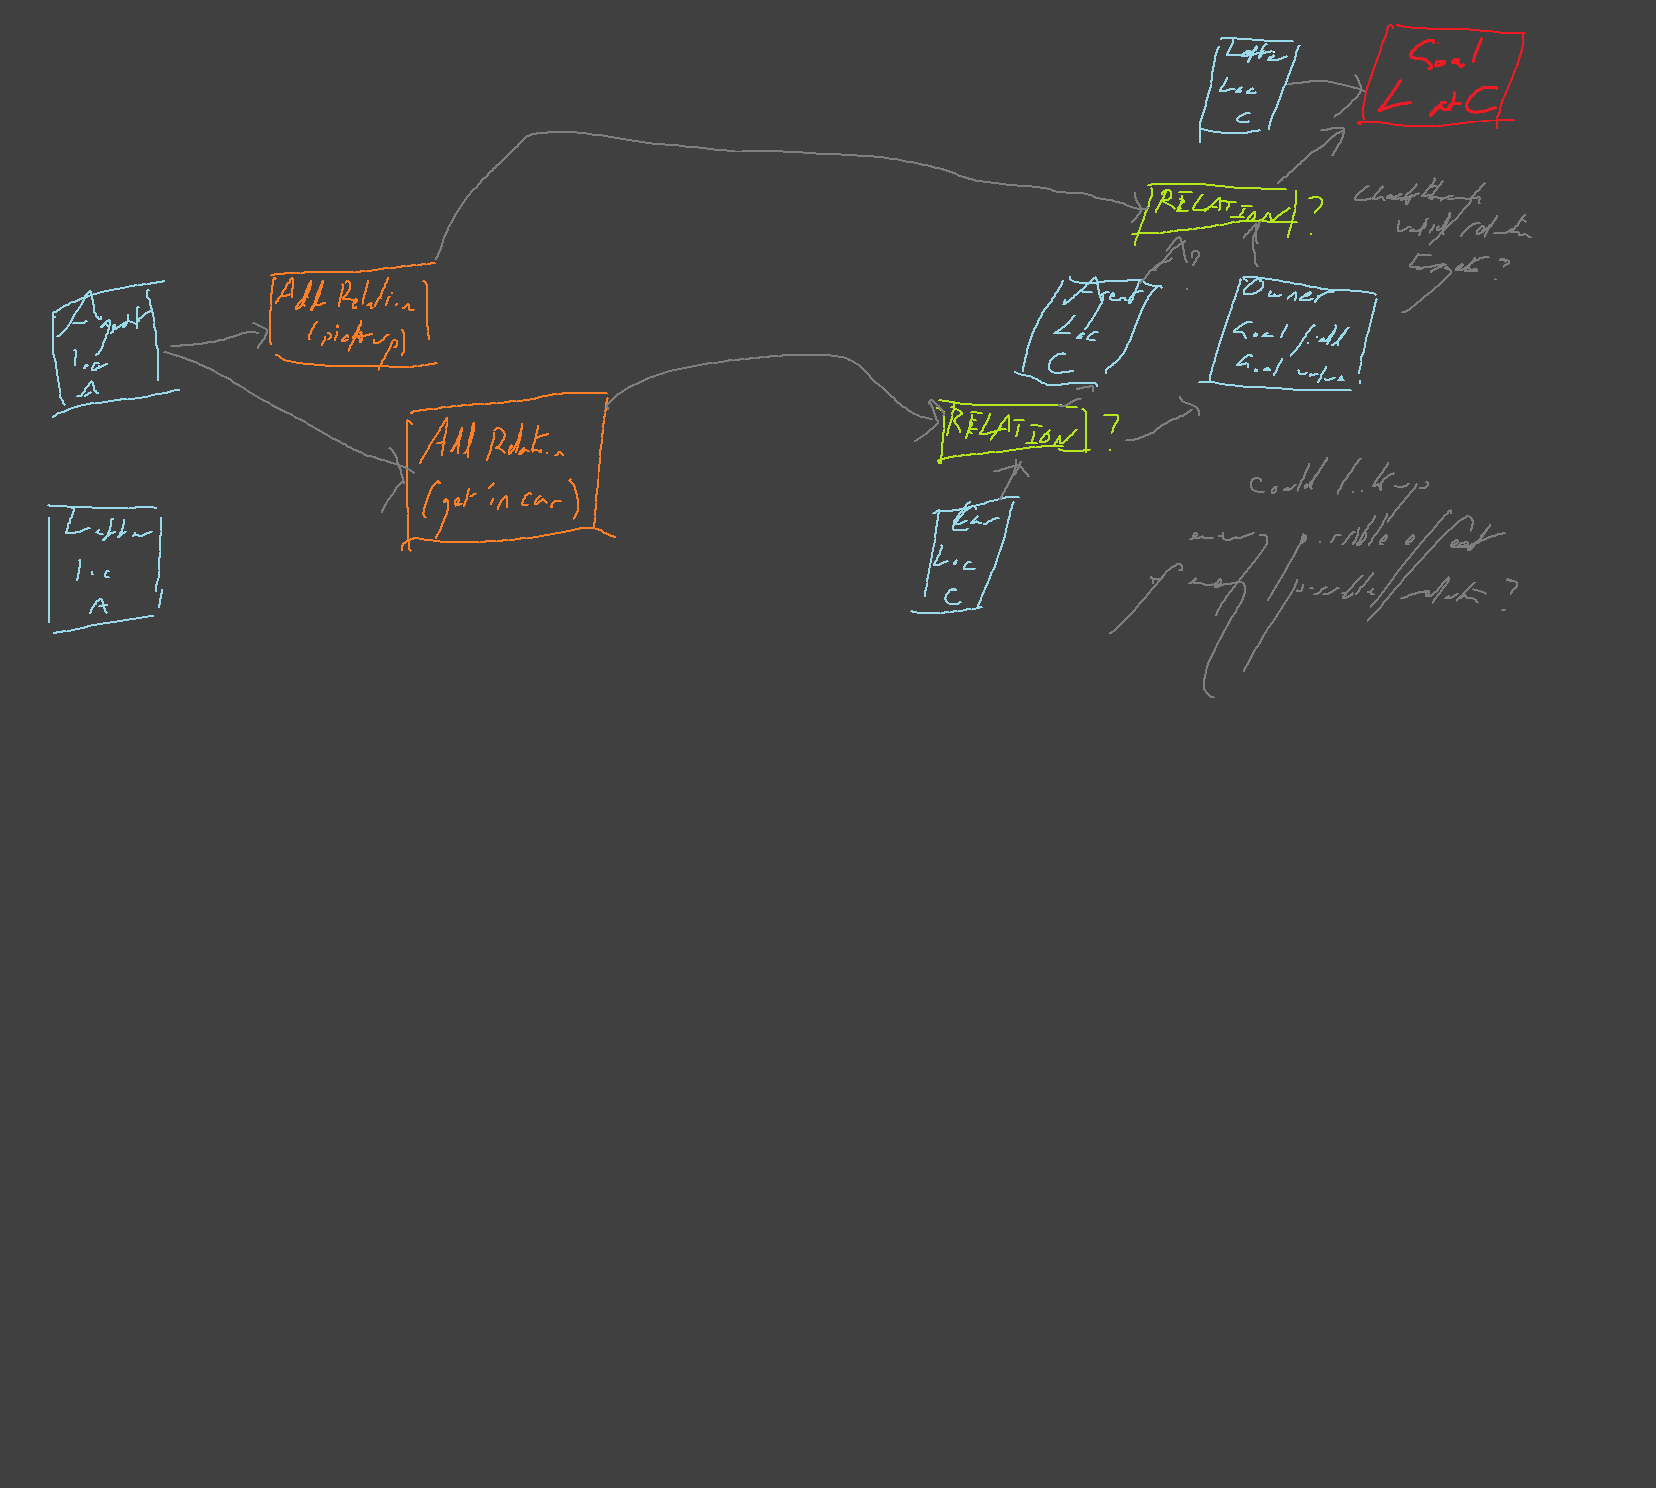 Letter
Loc
C
Goal
L at C
RELATION ?
Check through
valid relation
targets?
Agent
loc
A
Add Relation
(pickup)
?
Agent
Loc
C
Owner
Goal field
Goal value
Add Relation
(get in car)
RELATION ?
Letter
loc
A
Car
Loc
C
Could lookup
every possible effect
of every possible relation?